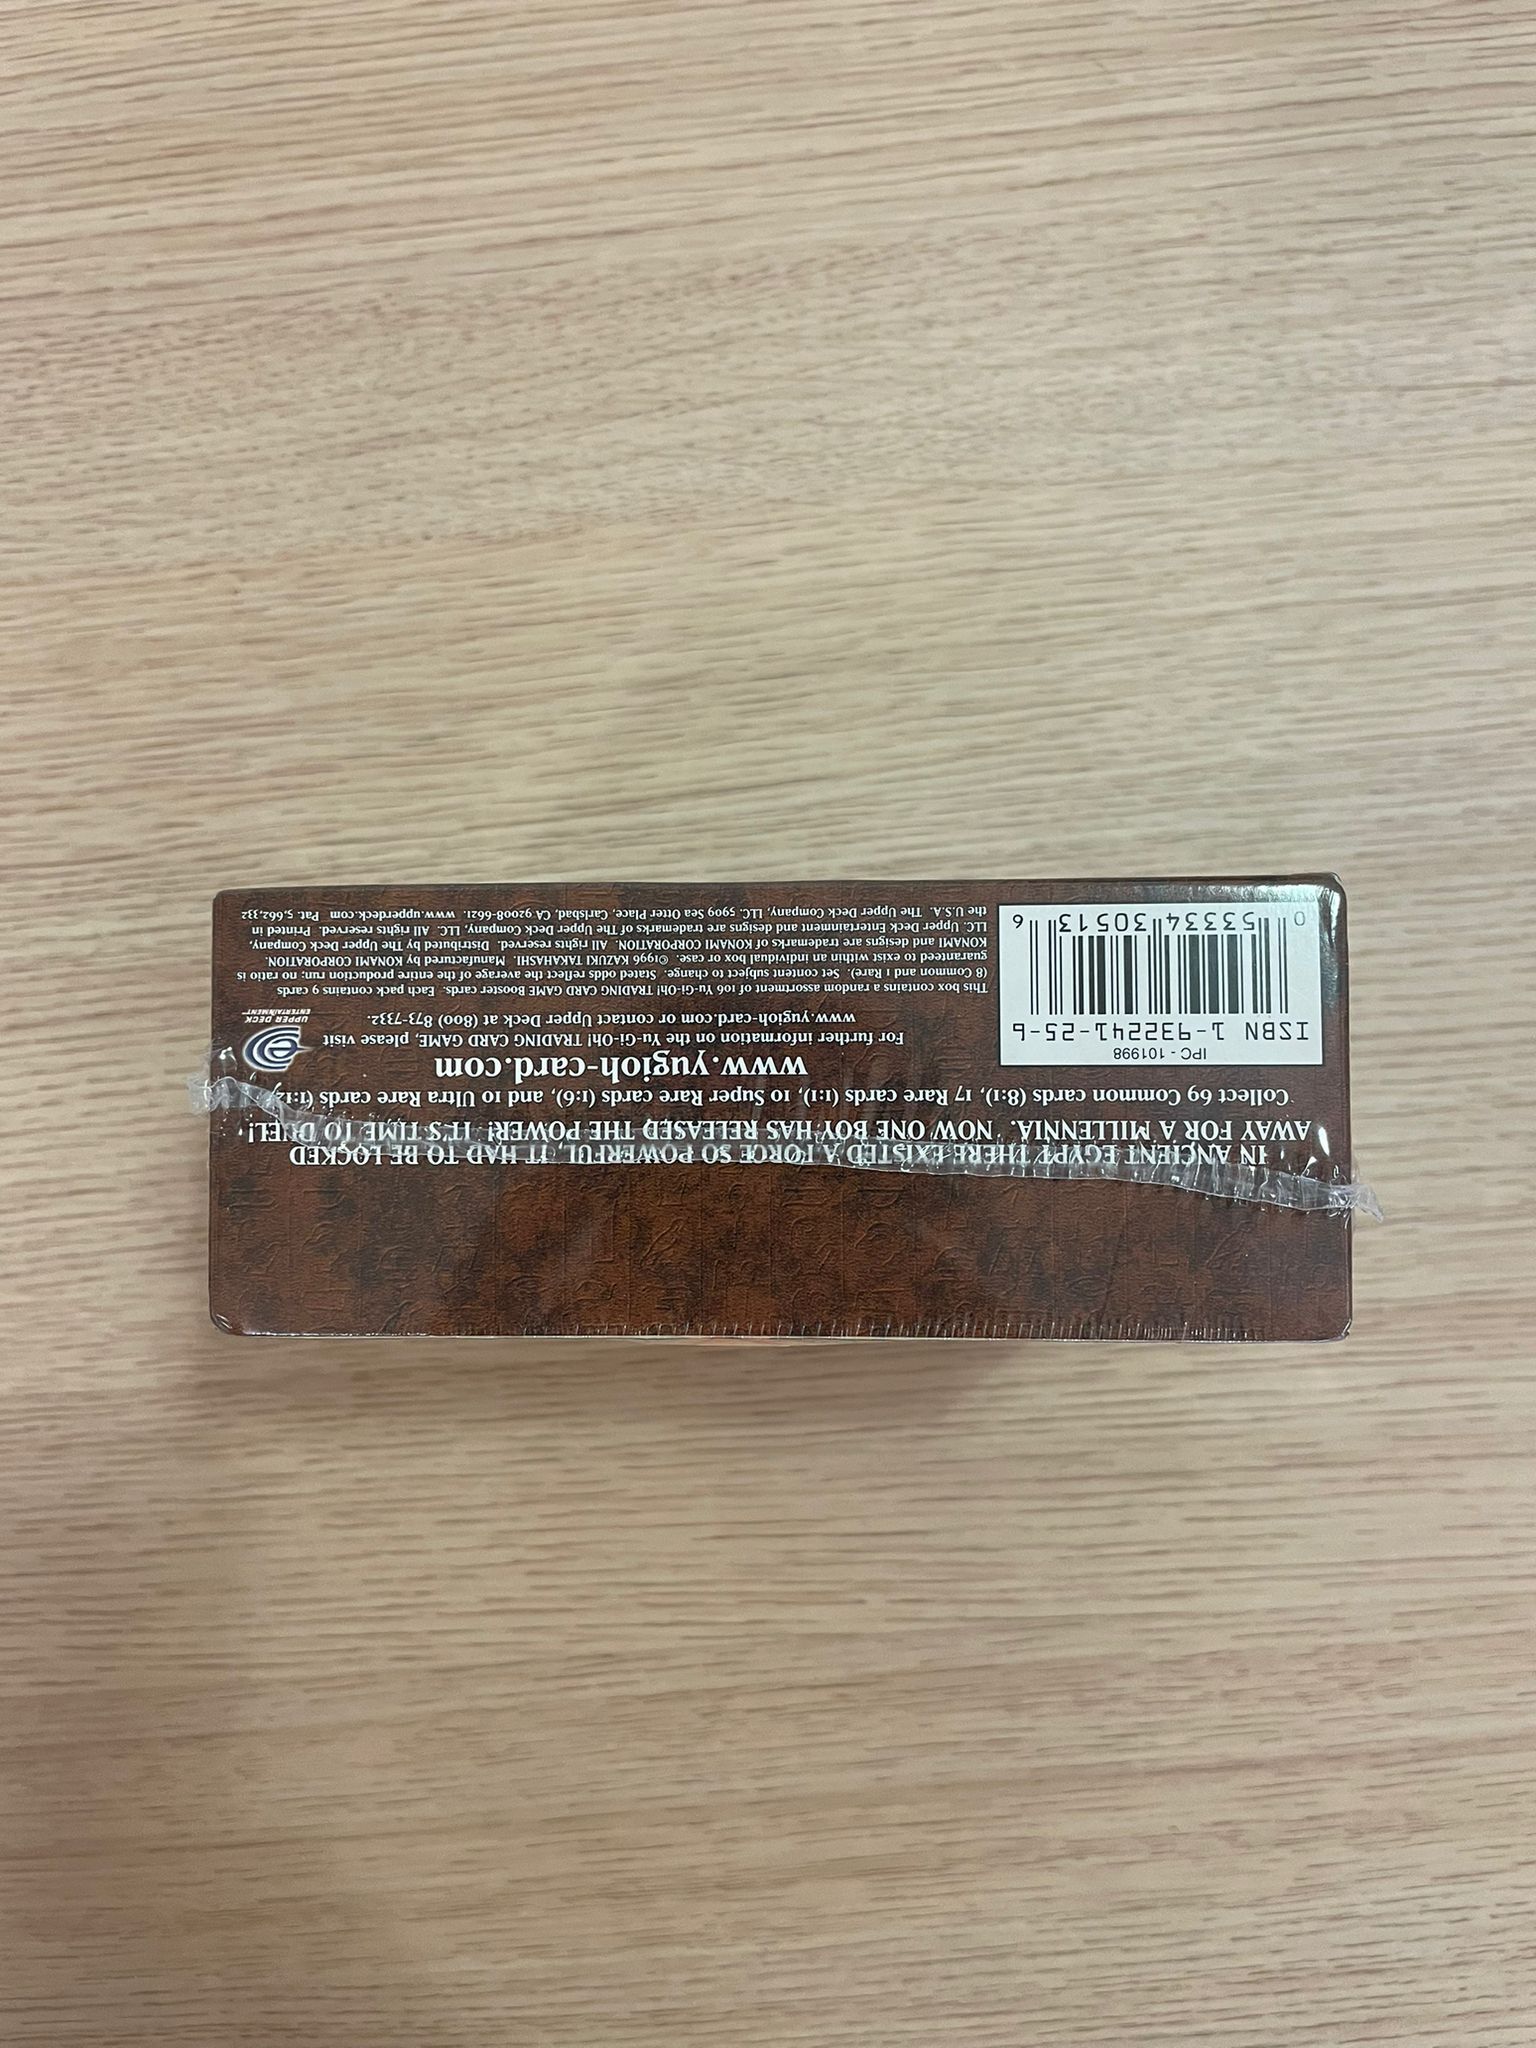 IN ANCIENT EGYPT THERE EXISTED A FORCE SO POWERFUL, IT HAD TO BE LOCKED
AWAY FOR A MILLENNIA. NOW ONE BOY HAS RELEASED THE POWER! IT'S TIME TO DUEL!
Collect 69 Common cards (8:1), 17 Rare cards (1:1), 10 Super Rare cards (1:6), and 10 Ultra Rare cards (1:12).
IPC - 101998
ISBN 1-932241-25-6
0 53334 30513 6
www.yugioh-card.com
For further information on the Yu-Gi-Oh! TRADING CARD GAME, please visit
www.yugioh-card.com or contact Upper Deck at (800) 873-7332.
UPPER DECK
ENTERTAINMENT™
This box contains a random assortment of 106 Yu-Gi-Oh! TRADING CARD GAME Booster cards. Each pack contains 9 cards
(8 Common and 1 Rare). Set content subject to change. Stated odds reflect the average of the entire production run; no ratio is
guaranteed to exist within an individual box or case. ©1996 KAZUKI TAKAHASHI. Manufactured by KONAMI CORPORATION.
KONAMI and designs are trademarks of KONAMI CORPORATION. All rights reserved. Distributed by The Upper Deck Company,
LLC. Upper Deck Entertainment and designs are trademarks of The Upper Deck Company, LLC. All rights reserved. Printed in
the U.S.A. The Upper Deck Company, LLC. 5909 Sea Otter Place, Carlsbad, CA 92008-6621. www.upperdeck.com. Pat. 5,662,332